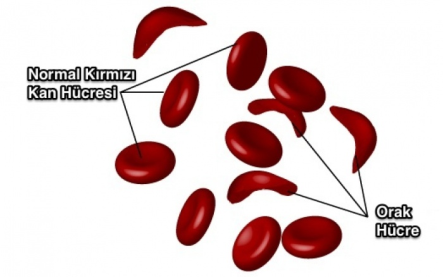 Normal Kırmızı
Kan Hücresi
Orak
Hücre